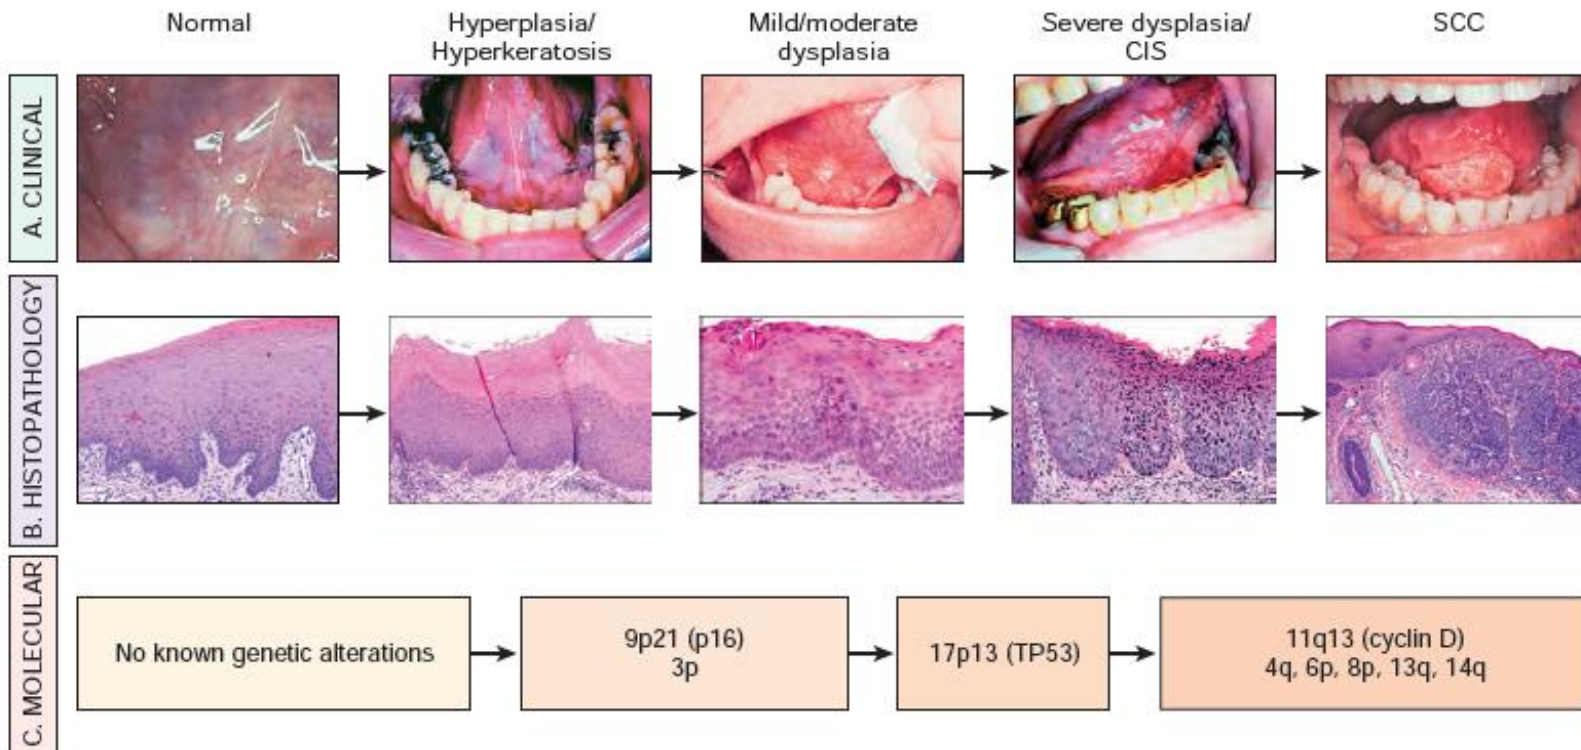 Normal
Hyperplasia/
Hyperkeratosis
Mild/moderate
dysplasia
Severe dysplasia/
CIS
SCC
A. CLINICAL
B. HISTOPATHOLOGY
C. MOLECULAR
No known genetic alterations
9p21 (p16)
3p
17p13 (TP53)
11q13 (cyclin D)
4q, 6p, 8p, 13q, 14q